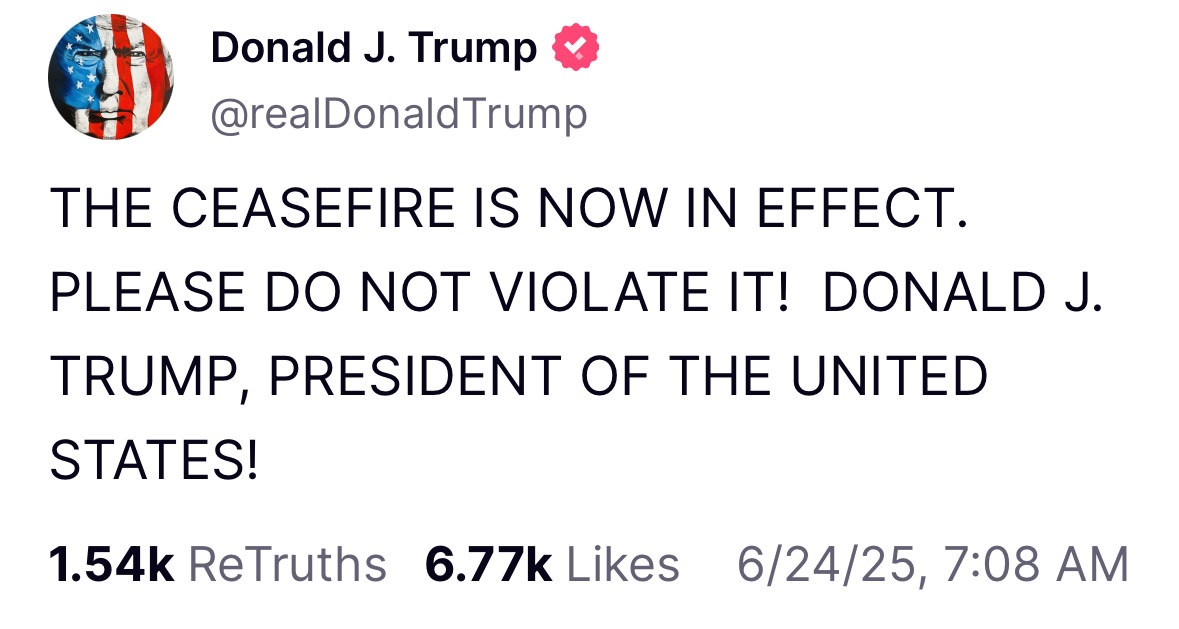 Donald J. Trump
@realDonaldTrump
THE CEASEFIRE IS NOW IN EFFECT.
PLEASE DO NOT VIOLATE IT!  DONALD J.
TRUMP, PRESIDENT OF THE UNITED
STATES!
1.54k ReTruths 6.77k Likes 6/24/25, 7:08 AM